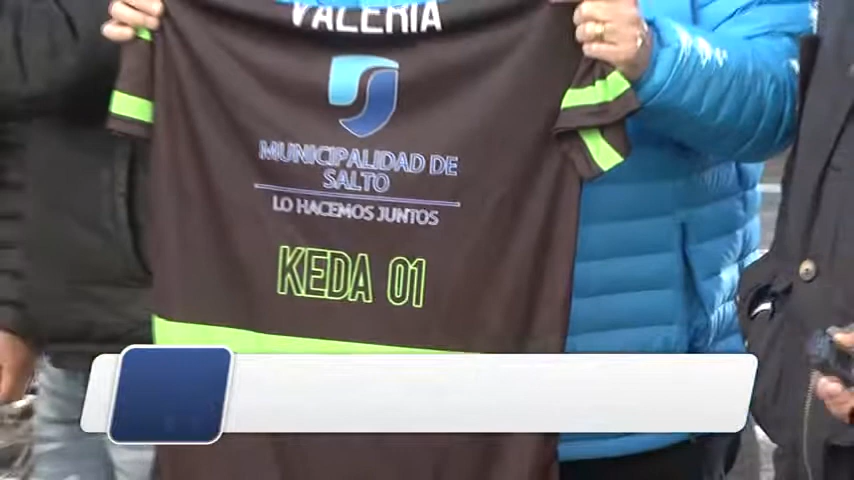 VALERIA
MUNICIPALIDAD DE
SALTO
LO HACEMOS JUNTOS
KEDA 01